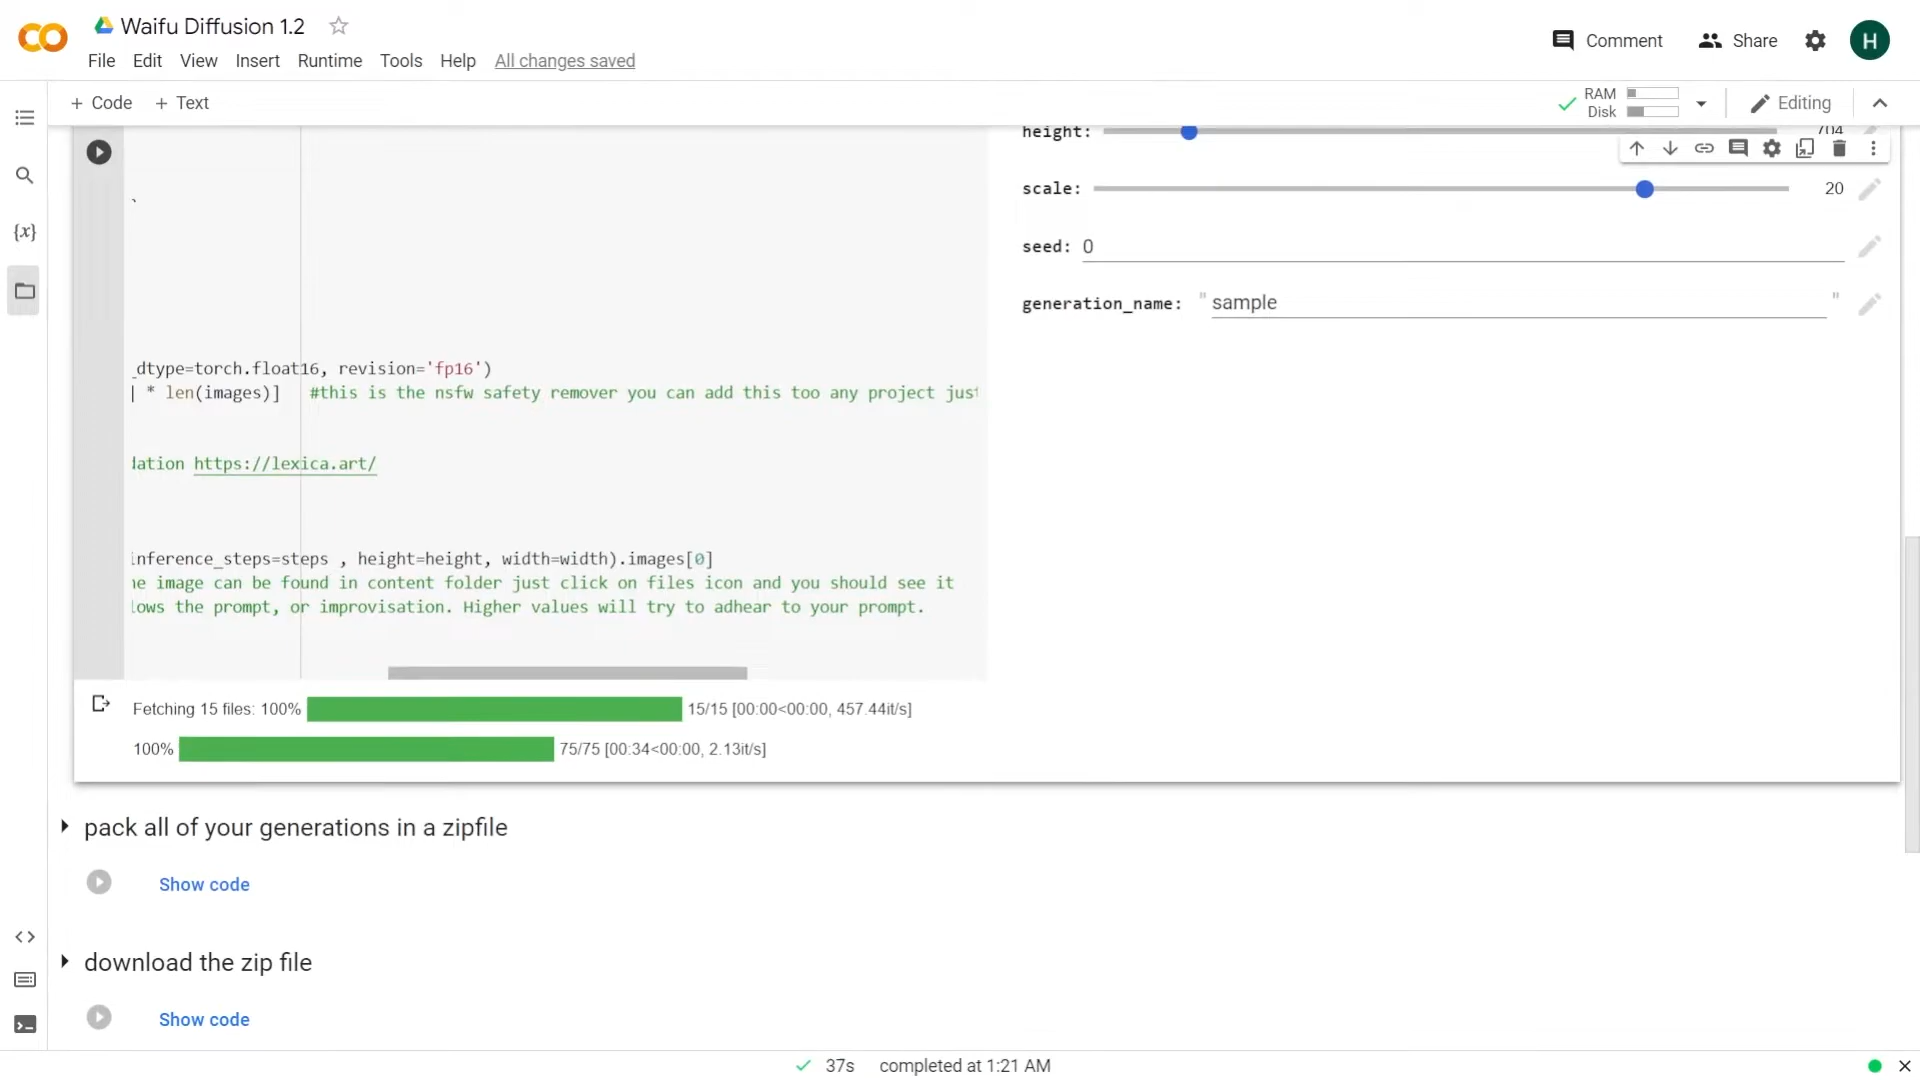 Waifu Diffusion 1.2
File Edit View Insert Runtime Tools Help All changes saved
Comment
Share
H
+ Code + Text
RAM
Disk
Editing
height: 704
scale: 20
seed: 0
generation_name: " sample "
{x}
`
_dtype=torch.float16, revision='fp16')
* len(images)] #this is the nsfw safety remover you can add this too any project just
dation https://lexica.art/
inference_steps=steps , height=height, width=width).images[0]
he image can be found in content folder just click on files icon and you should see it
lows the prompt, or improvisation. Higher values will try to adhear to your prompt.
Fetching 15 files: 100% 15/15 [00:00<00:00, 457.44it/s]
100% 75/75 [00:34<00:00, 2.13it/s]
pack all of your generations in a zipfile
Show code
download the zip file
Show code
37s completed at 1:21 AM